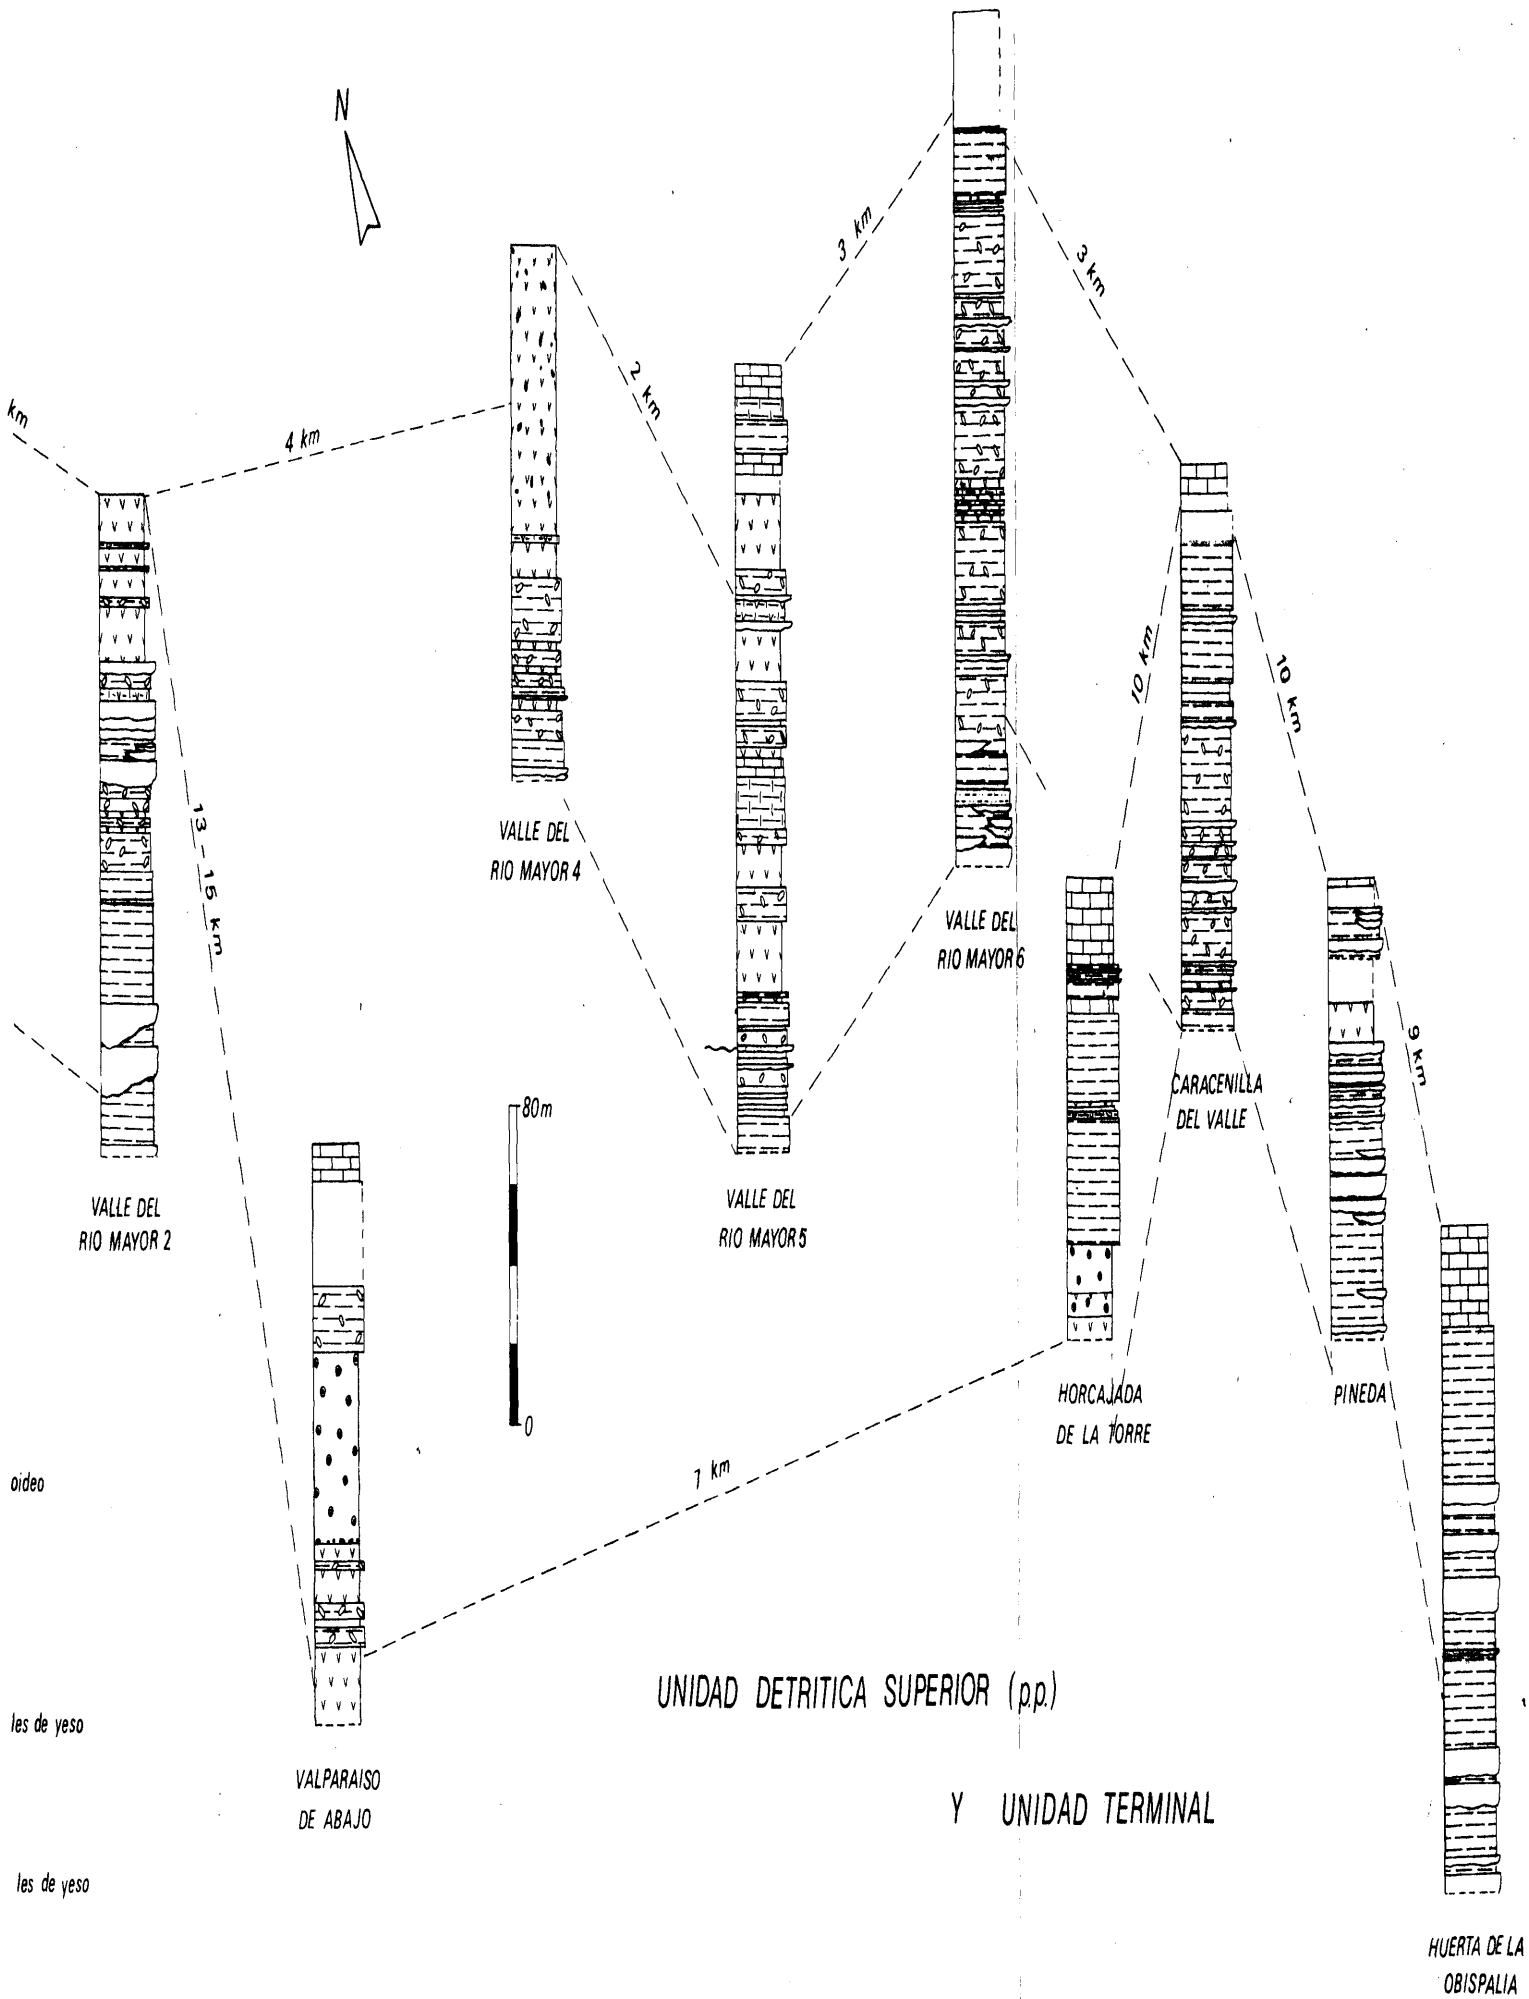 N
3 km
3 km
2 km
km
4 km
VALLE DEL
RIO MAYOR 4
10 km
10 km
13 - 15 km
VALLE DEL
RIO MAYOR 6
9 km
CARACENILLA
DEL VALLE
80m
0
VALLE DEL
RIO MAYOR 2
VALLE DEL
RIO MAYOR 5
HORCAJADA
DE LA TORRE
PINEDA
oideo
7 km
UNIDAD DETRITICA SUPERIOR (p.p.)
les de yeso
VALPARAISO
DE ABAJO
Y UNIDAD TERMINAL
les de yeso
HUERTA DE LA
OBISPALIA